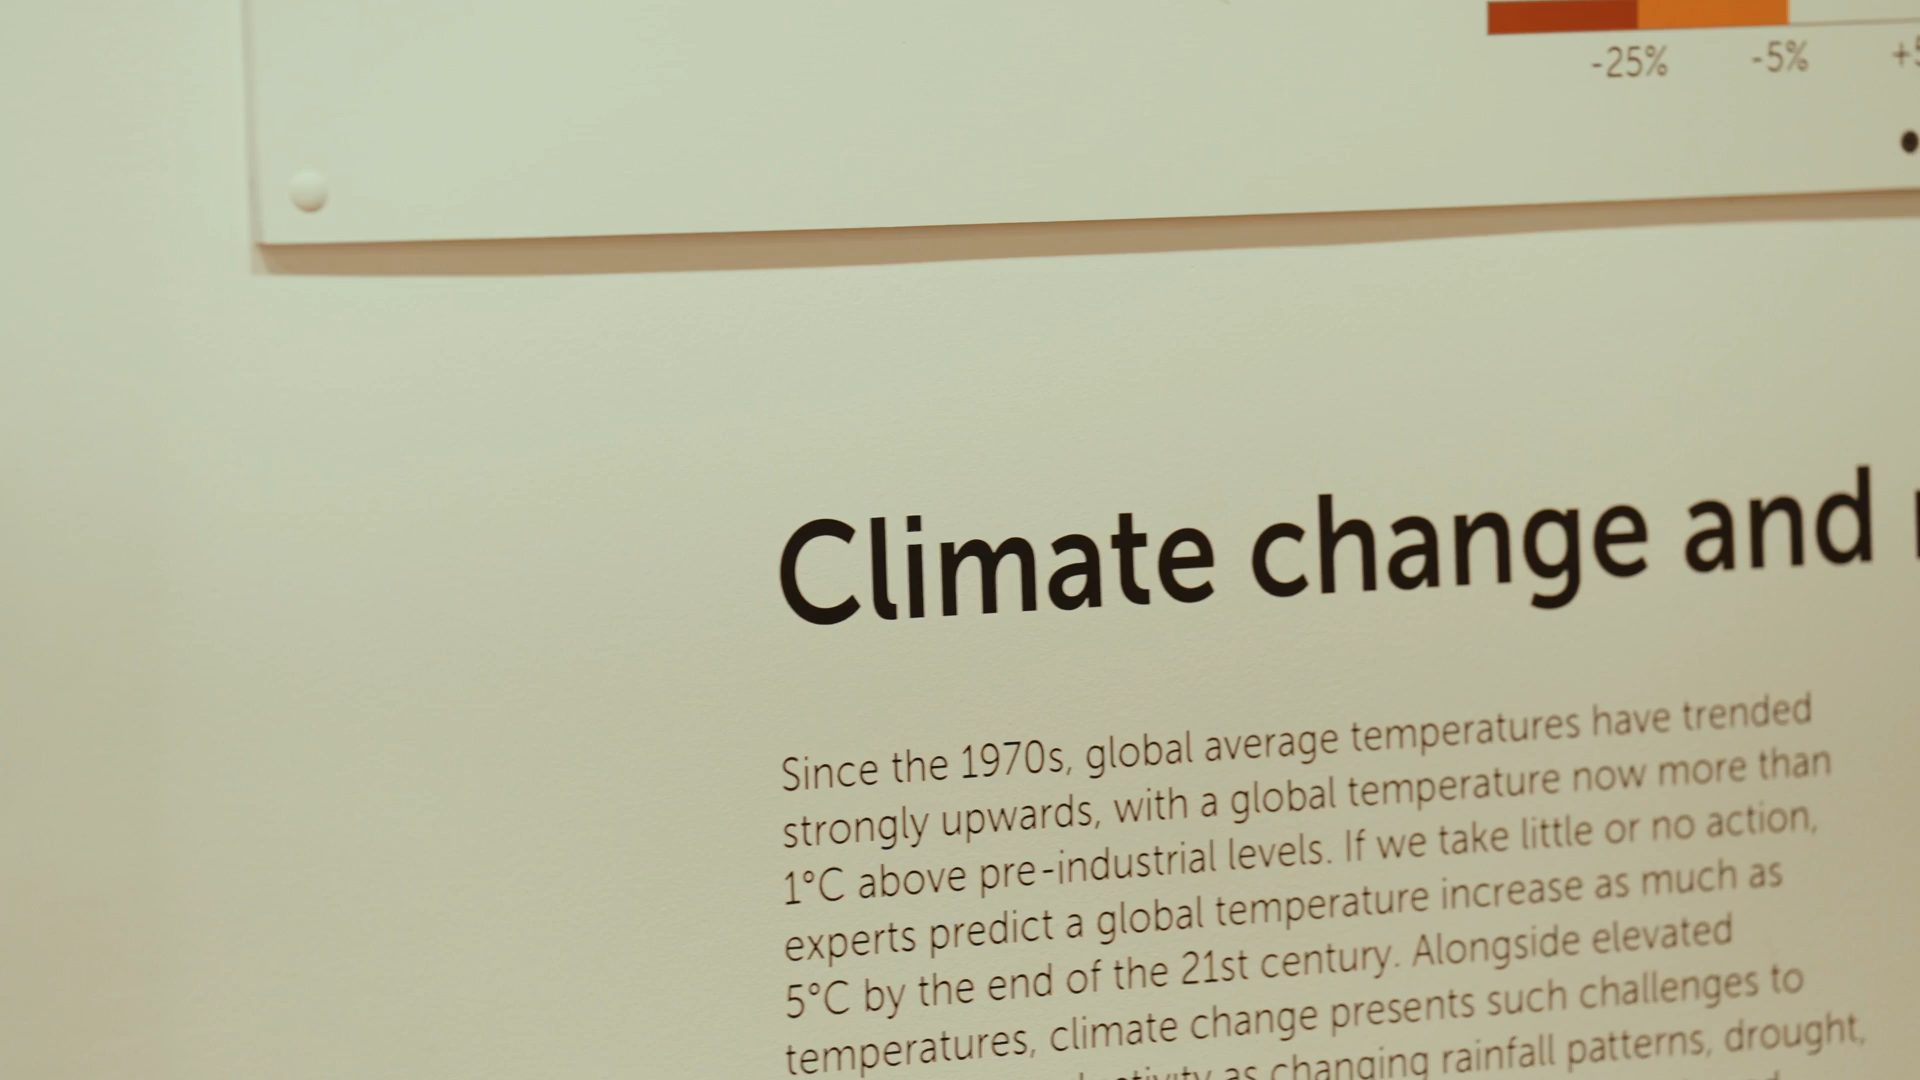 -25% -5%
Climate change and
Since the 1970s, global average temperatures have trended
strongly upwards, with a global temperature now more than
1°C above pre-industrial levels. If we take little or no action,
experts predict a global temperature increase as much as
5°C by the end of the 21st century. Alongside elevated
temperatures, climate change presents such challenges to
as changing rainfall patterns, drought,